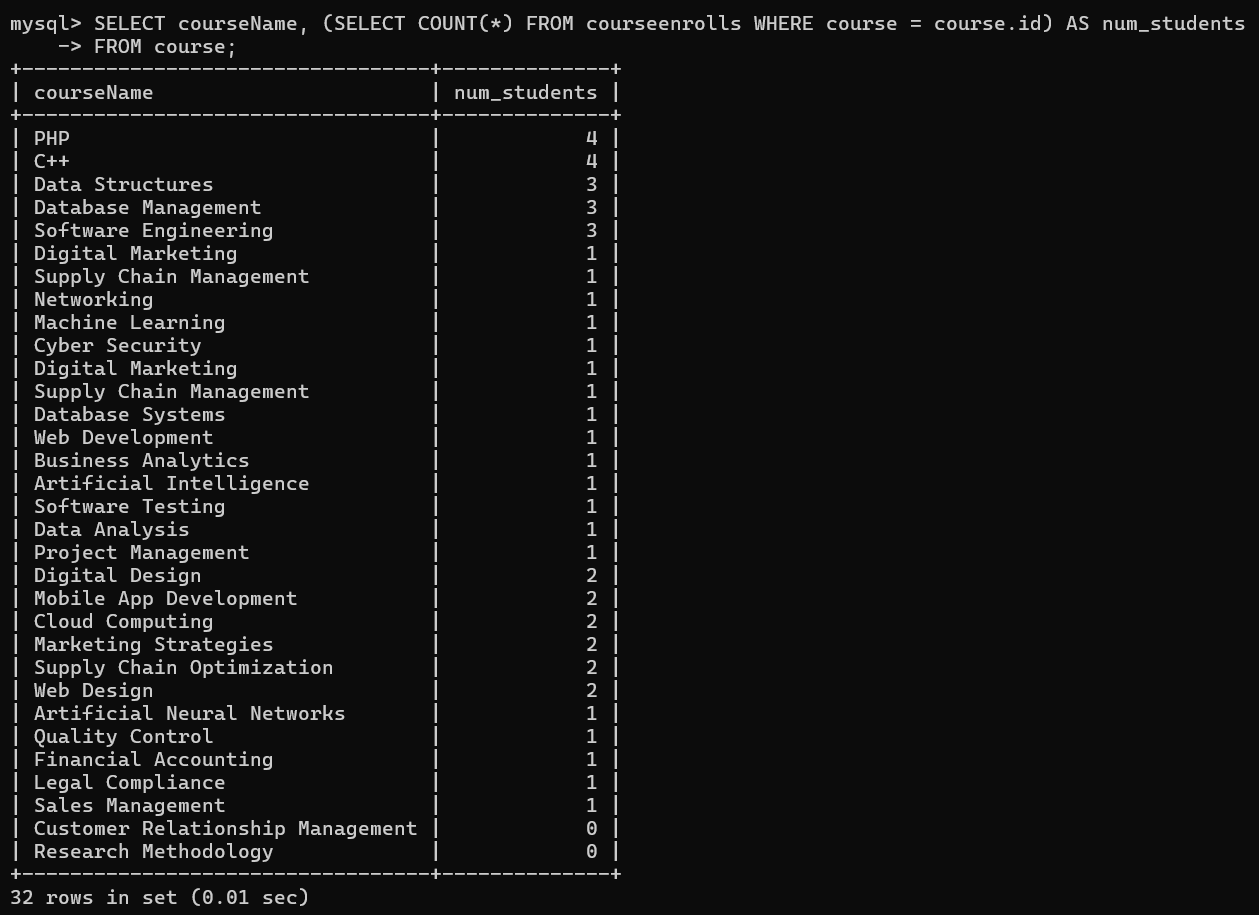 mysql> SELECT courseName, (SELECT COUNT(*) FROM courseenrolls WHERE course = course.id) AS num_students
    -> FROM course;
+----------------------------------+--------------+
| courseName                       | num_students |
+----------------------------------+--------------+
| PHP                              |            4 |
| C++                              |            4 |
| Data Structures                  |            3 |
| Database Management              |            3 |
| Software Engineering             |            3 |
| Digital Marketing                |            1 |
| Supply Chain Management          |            1 |
| Networking                       |            1 |
| Machine Learning                 |            1 |
| Cyber Security                   |            1 |
| Digital Marketing                |            1 |
| Supply Chain Management          |            1 |
| Database Systems                 |            1 |
| Web Development                  |            1 |
| Business Analytics               |            1 |
| Artificial Intelligence          |            1 |
| Software Testing                 |            1 |
| Data Analysis                    |            1 |
| Project Management               |            1 |
| Digital Design                   |            2 |
| Mobile App Development           |            2 |
| Cloud Computing                  |            2 |
| Marketing Strategies             |            2 |
| Supply Chain Optimization        |            2 |
| Web Design                       |            2 |
| Artificial Neural Networks       |            1 |
| Quality Control                  |            1 |
| Financial Accounting             |            1 |
| Legal Compliance                 |            1 |
| Sales Management                 |            1 |
| Customer Relationship Management |            0 |
| Research Methodology             |            0 |
+----------------------------------+--------------+
32 rows in set (0.01 sec)